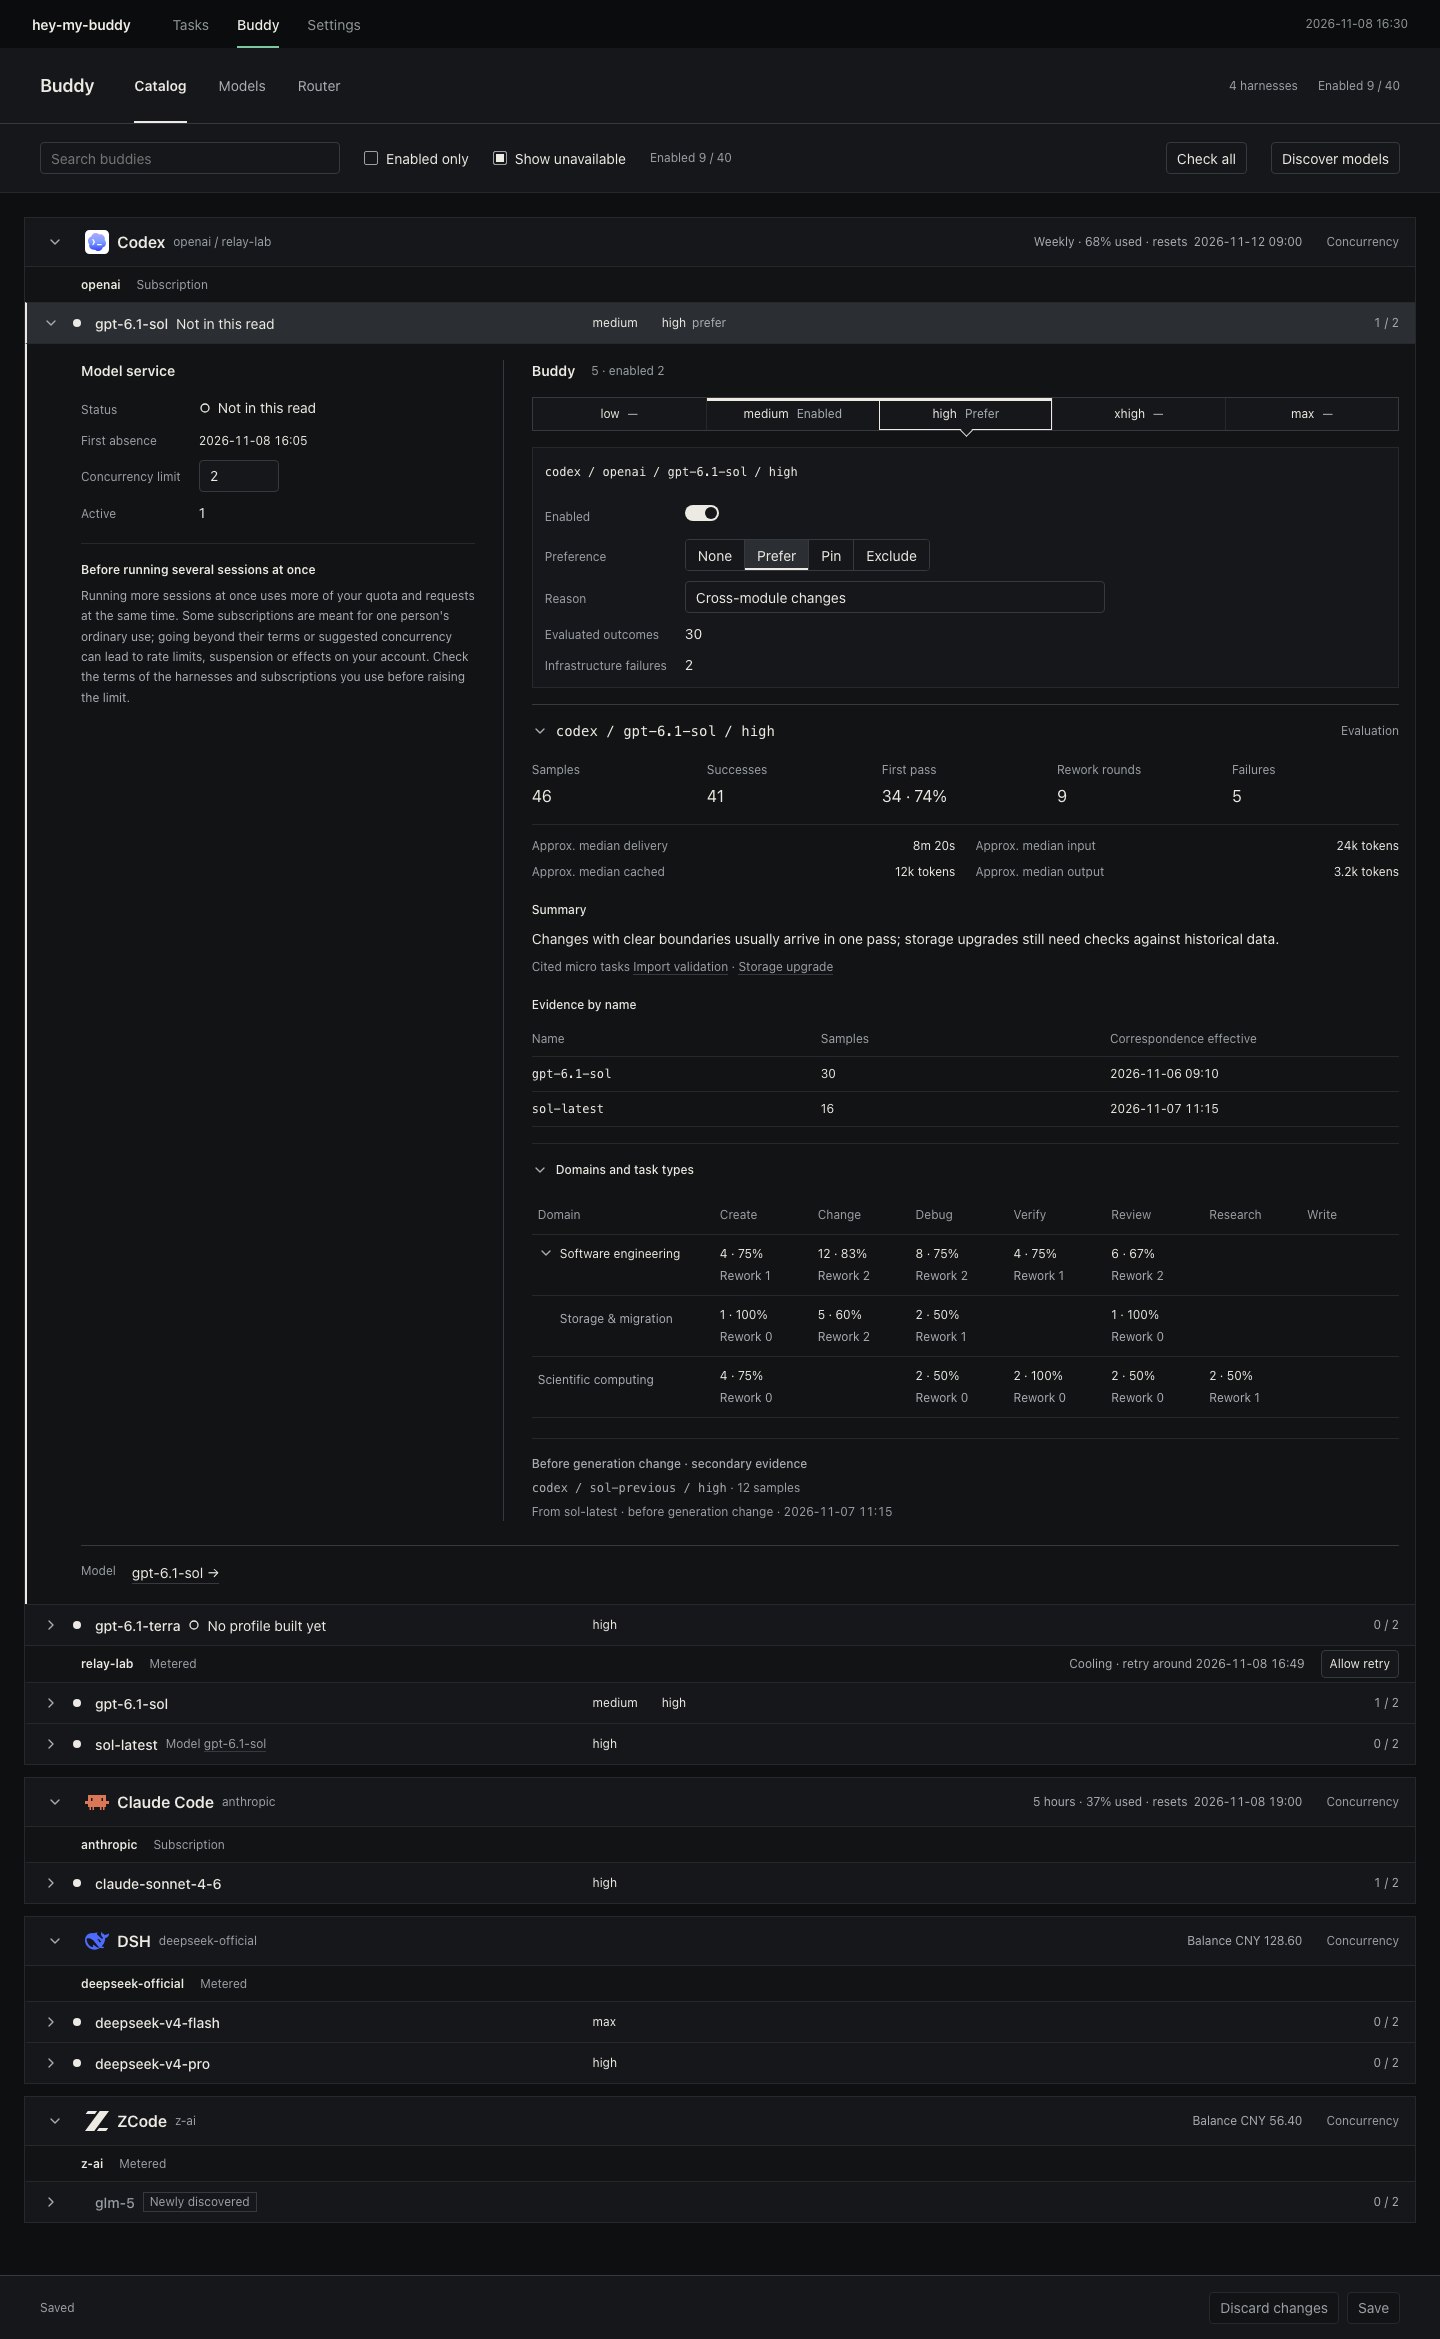 hey-my-buddy Tasks Buddy Settings 2026-11-08 16:30
Buddy Catalog Models Router 4 harnesses Enabled 9 / 40
Search buddies Enabled only Show unavailable Enabled 9 / 40 Check all Discover models
Codex openai / relay-lab Weekly · 68% used · resets 2026-11-12 09:00 Concurrency
openai Subscription
gpt-6.1-sol Not in this read medium high prefer 1 / 2
Model service
Status Not in this read
First absence 2026-11-08 16:05
Concurrency limit 2
Active 1
Before running several sessions at once
Running more sessions at once uses more of your quota and requests
at the same time. Some subscriptions are meant for one person's
ordinary use; going beyond their terms or suggested concurrency
can lead to rate limits, suspension or effects on your account. Check
the terms of the harnesses and subscriptions you use before raising
the limit.
Buddy 5 · enabled 2
low — medium Enabled high Prefer xhigh — max —
codex / openai / gpt-6.1-sol / high
Enabled
Preference None Prefer Pin Exclude
Reason Cross-module changes
Evaluated outcomes 30
Infrastructure failures 2
codex / gpt-6.1-sol / high Evaluation
Samples Successes First pass Rework rounds Failures
46 41 34 · 74% 9 5
Approx. median delivery 8m 20s Approx. median input 24k tokens
Approx. median cached 12k tokens Approx. median output 3.2k tokens
Summary
Changes with clear boundaries usually arrive in one pass; storage upgrades still need checks against historical data.
Cited micro tasks Import validation · Storage upgrade
Evidence by name
Name Samples Correspondence effective
gpt-6.1-sol 30 2026-11-06 09:10
sol-latest 16 2026-11-07 11:15
Domains and task types
Domain Create Change Debug Verify Review Research Write
Software engineering 4 · 75% 12 · 83% 8 · 75% 4 · 75% 6 · 67%
Rework 1 Rework 2 Rework 2 Rework 1 Rework 2
Storage & migration 1 · 100% 5 · 60% 2 · 50% 1 · 100%
Rework 0 Rework 2 Rework 1 Rework 0
Scientific computing 4 · 75% 2 · 50% 2 · 100% 2 · 50% 2 · 50%
Rework 0 Rework 0 Rework 0 Rework 0 Rework 1
Before generation change · secondary evidence
codex / sol-previous / high · 12 samples
From sol-latest · before generation change · 2026-11-07 11:15
Model gpt-6.1-sol →
gpt-6.1-terra No profile built yet high 0 / 2
relay-lab Metered Cooling · retry around 2026-11-08 16:49 Allow retry
gpt-6.1-sol medium high 1 / 2
sol-latest Model gpt-6.1-sol high 0 / 2
Claude Code anthropic 5 hours · 37% used · resets 2026-11-08 19:00 Concurrency
anthropic Subscription
claude-sonnet-4-6 high 1 / 2
DSH deepseek-official Balance CNY 128.60 Concurrency
deepseek-official Metered
deepseek-v4-flash max 0 / 2
deepseek-v4-pro high 0 / 2
ZCode z-ai Balance CNY 56.40 Concurrency
z-ai Metered
glm-5 Newly discovered 0 / 2
Saved Discard changes Save